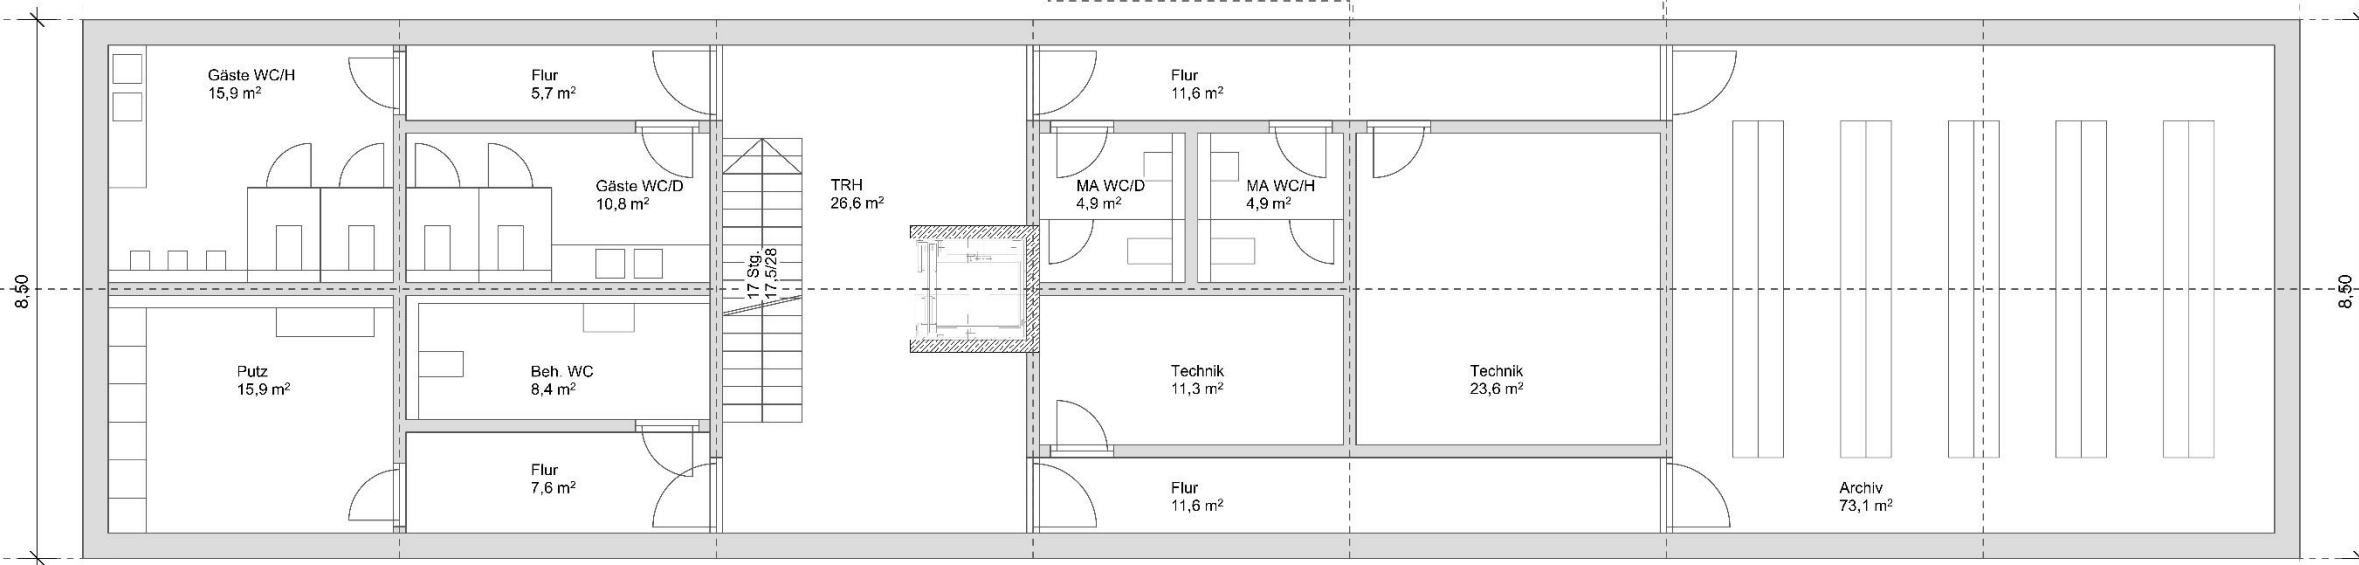 Gäste WC/H
15,9 m²
Flur
5,7 m²
Flur
11,6 m²
Gäste WC/D
10,8 m²
TRH
26,6 m²
MA WC/D
4,9 m²
MA WC/H
4,9 m²
17 Stg.
17,5/28
8,50
8,50
Putz
15,9 m²
Beh. WC
8,4 m²
Technik
11,3 m²
Technik
23,6 m²
Flur
7,6 m²
Flur
11,6 m²
Archiv
73,1 m²